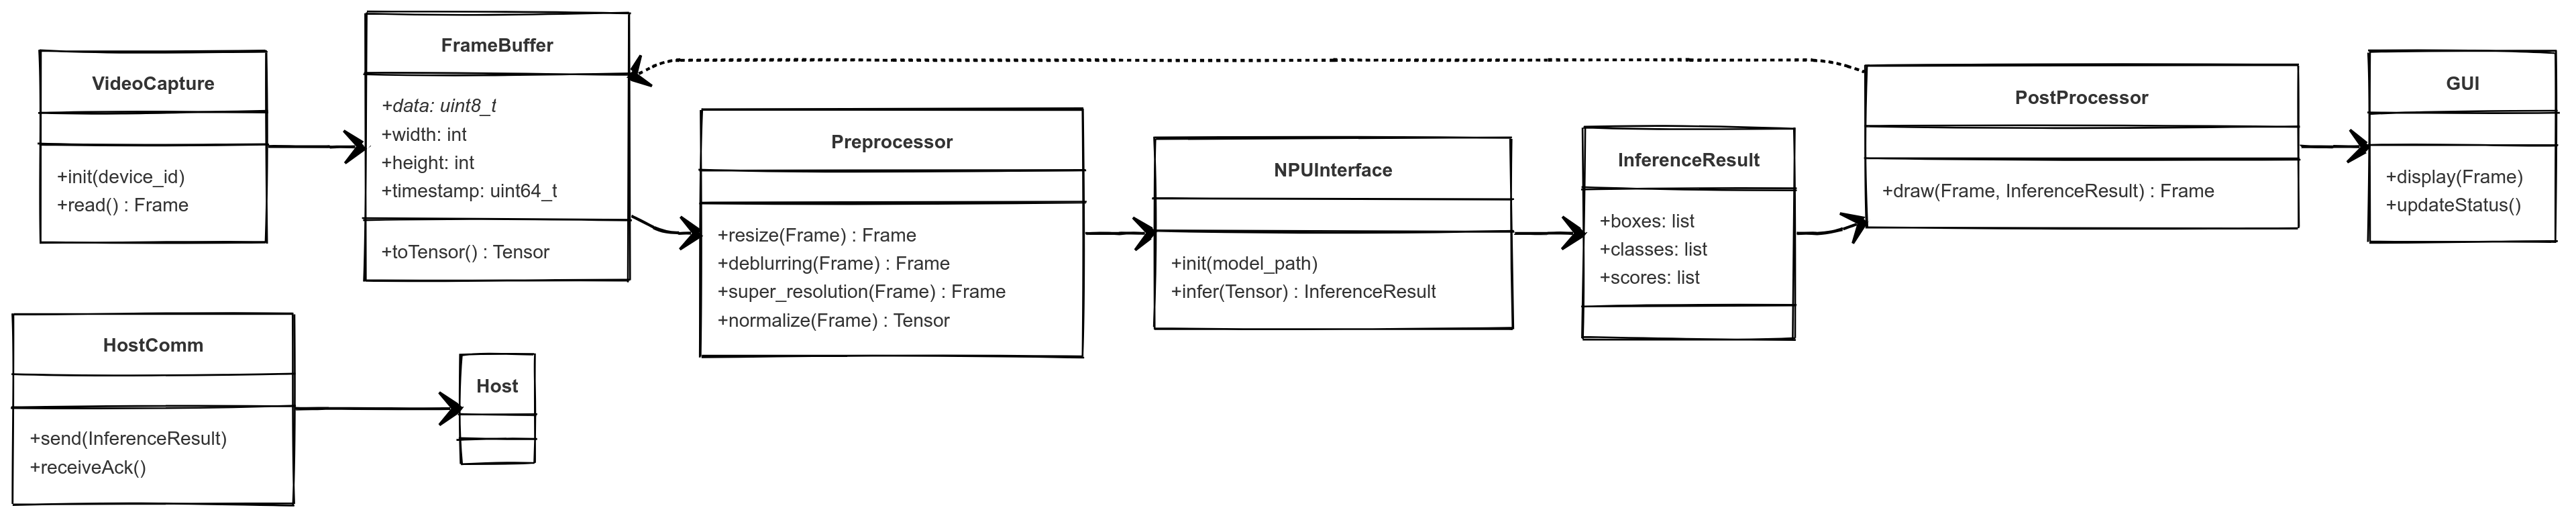 VideoCapture
+init(device_id)
+read() : Frame
FrameBuffer
+data: uint8_t
+width: int
+height: int
+timestamp: uint64_t
+toTensor() : Tensor
Preprocessor
+resize(Frame) : Frame
+deblurring(Frame) : Frame
+super_resolution(Frame) : Frame
+normalize(Frame) : Tensor
NPUInterface
+init(model_path)
+infer(Tensor) : InferenceResult
InferenceResult
+boxes: list
+classes: list
+scores: list
PostProcessor
+draw(Frame, InferenceResult) : Frame
GUI
+display(Frame)
+updateStatus()
HostComm
+send(InferenceResult)
+receiveAck()
Host